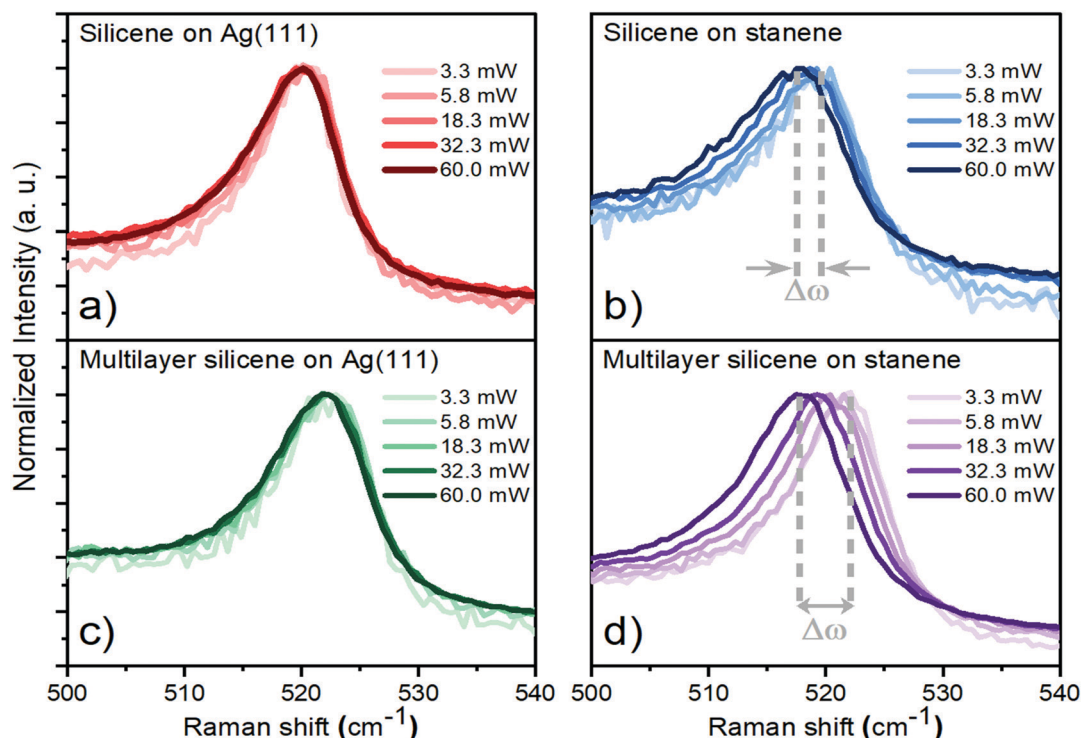 Normalized Intensity (a. u.)
Silicene on Ag(111)
3.3 mW
5.8 mW
18.3 mW
32.3 mW
60.0 mW
a)
Silicene on stanene
3.3 mW
5.8 mW
18.3 mW
32.3 mW
60.0 mW
Δω
b)
Multilayer silicene on Ag(111)
3.3 mW
5.8 mW
18.3 mW
32.3 mW
60.0 mW
c)
500 510 520 530 540
Raman shift (cm⁻¹)
Multilayer silicene on stanene
3.3 mW
5.8 mW
18.3 mW
32.3 mW
60.0 mW
Δω
d)
500 510 520 530 540
Raman shift (cm⁻¹)